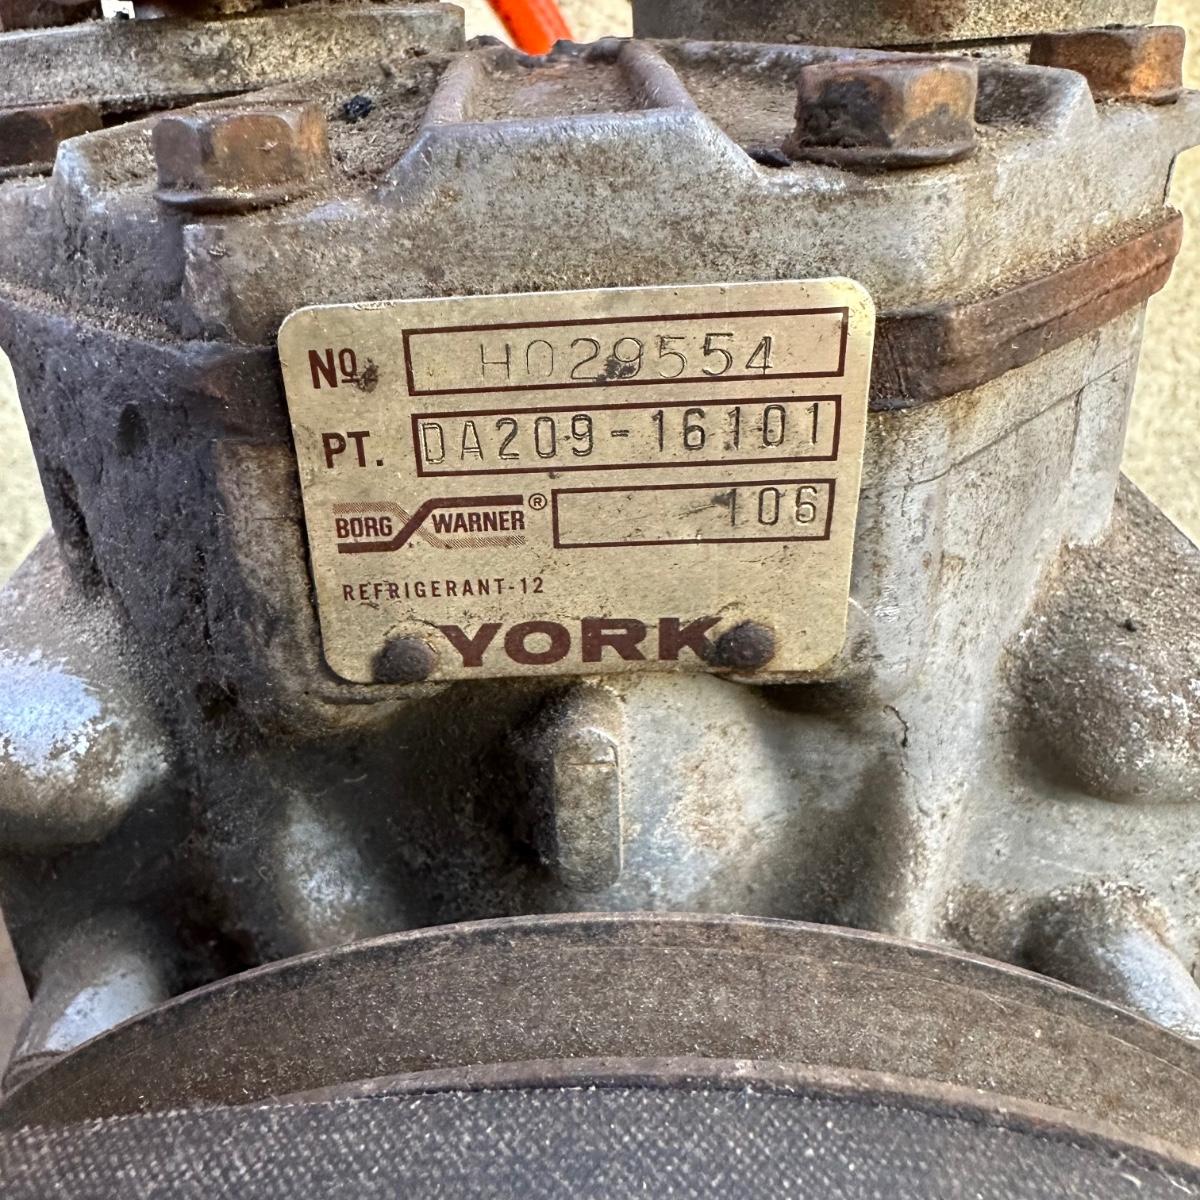 Nº H029554
PT. DA209-16101
BORG WARNER® 106
REFRIGERANT-12
YORK